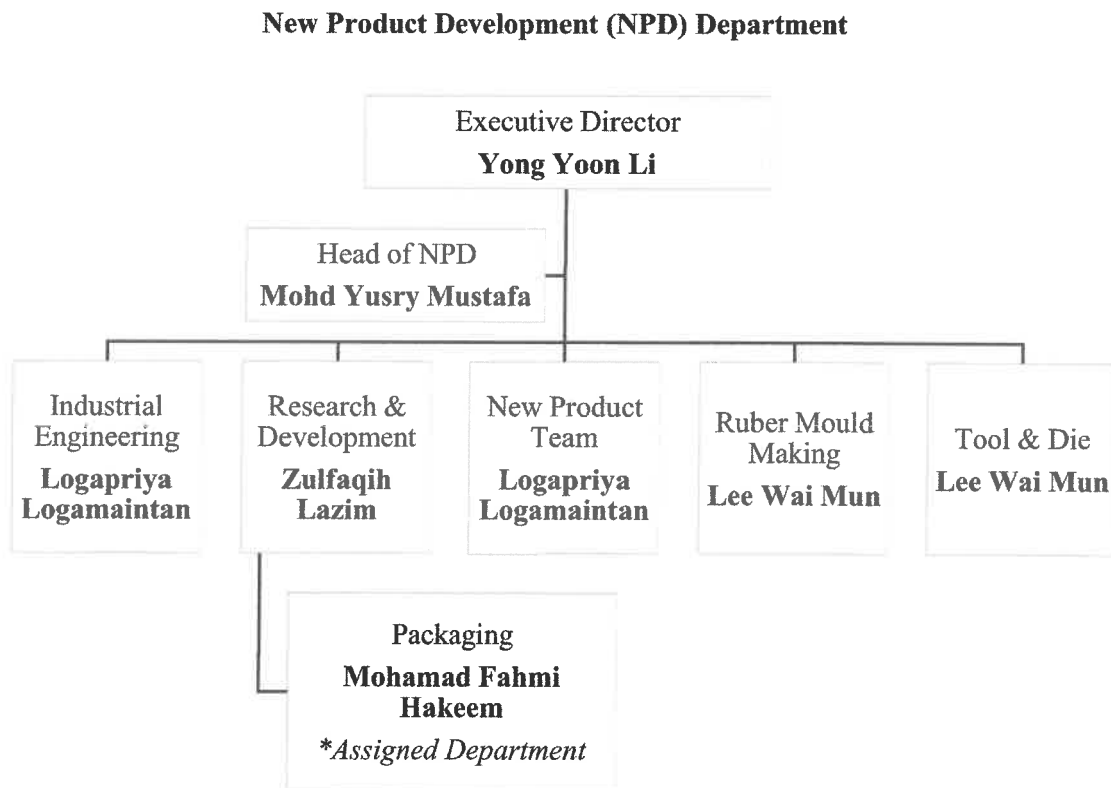 New Product Development (NPD) Department
Executive Director
Yong Yoon Li
Head of NPD
Mohd Yusry Mustafa
Industrial
Engineering
Logapriya
Logamaintan
Research &
Development
Zulfaqih
Lazim
New Product
Team
Logapriya
Logamaintan
Ruber Mould
Making
Lee Wai Mun
Tool & Die
Lee Wai Mun
Packaging
Mohamad Fahmi
Hakeem
*Assigned Department